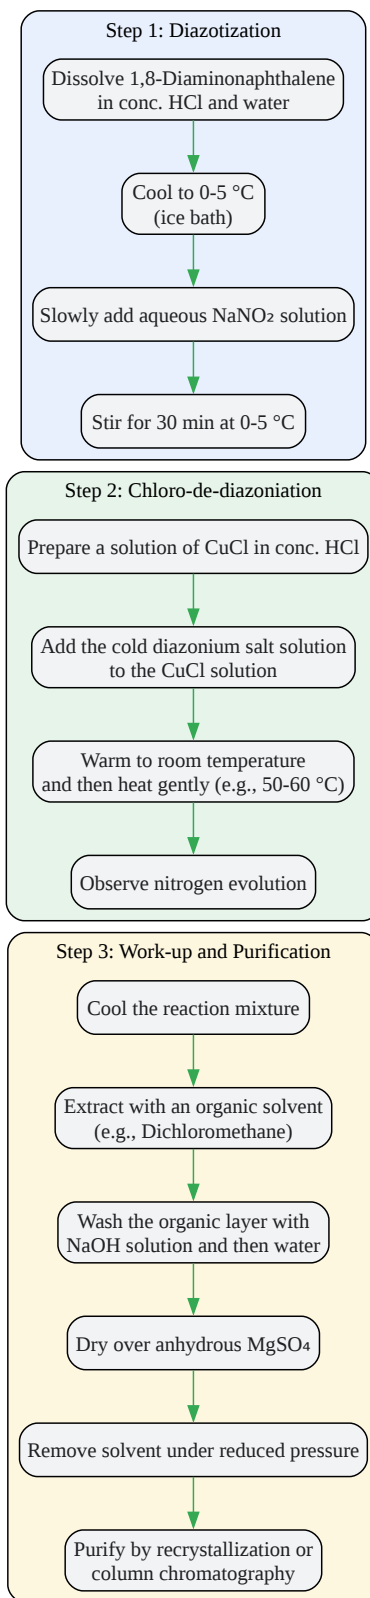 Step 1: Diazotization
Dissolve 1,8-Diaminonaphthalene
in conc. HCl and water
Cool to 0-5 °C
(ice bath)
Slowly add aqueous NaNO₂ solution
Stir for 30 min at 0-5 °C
Step 2: Chloro-de-diazoniation
Prepare a solution of CuCl in conc. HCl
Add the cold diazonium salt solution
to the CuCl solution
Warm to room temperature
and then heat gently (e.g., 50-60 °C)
Observe nitrogen evolution
Step 3: Work-up and Purification
Cool the reaction mixture
Extract with an organic solvent
(e.g., Dichloromethane)
Wash the organic layer with
NaOH solution and then water
Dry over anhydrous MgSO₄
Remove solvent under reduced pressure
Purify by recrystallization or
column chromatography